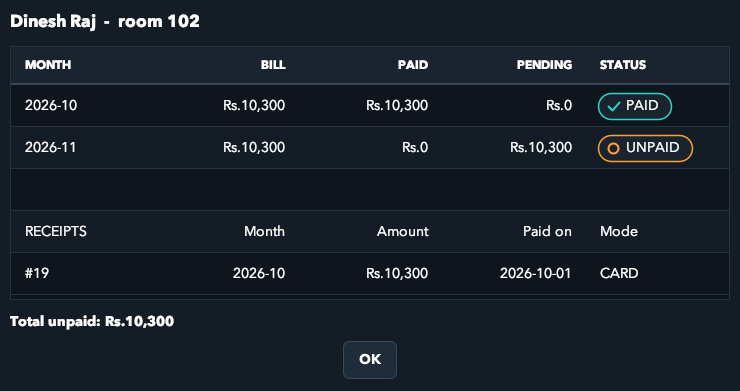 Dinesh Raj - room 102
MONTH BILL PAID PENDING STATUS
2026-10 Rs.10,300 Rs.10,300 Rs.0 PAID
2026-11 Rs.10,300 Rs.0 Rs.10,300 UNPAID
RECEIPTS Month Amount Paid on Mode
#19 2026-10 Rs.10,300 2026-10-01 CARD
Total unpaid: Rs.10,300
OK